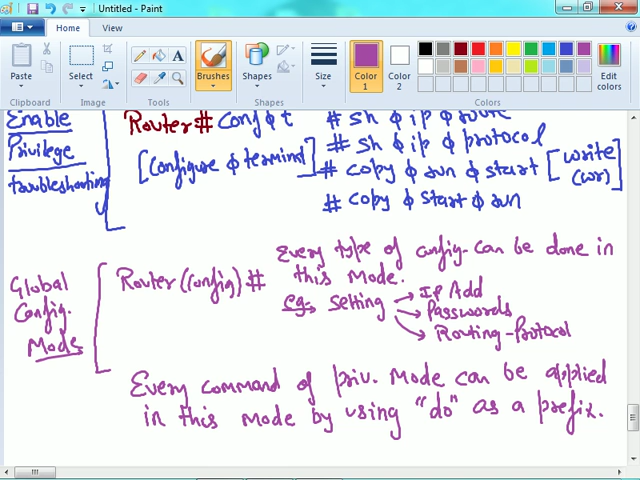 Untitled - Paint
Home View
Paste
Select
Brushes
Shapes
Size
Color 1
Color 2
Edit colors
Clipboard Image Tools Colors
Enable
Privilege
troubleshooting
Router# Conf ɸ t
[Configure ɸ terminal]
# sh ɸ ip ɸ route
# sh ɸ ip ɸ protocol
# copy ɸ run ɸ start [write (wr)]
# copy ɸ start ɸ run
Global
Config.
Mode
Router(Config)#
Every type of config. can be done in
this Mode.
eg→ Setting → IP Add
→ Passwords
→ Routing-Protocol
Every command of priv. Mode can be applied
in this mode by using "do" as a prefix.